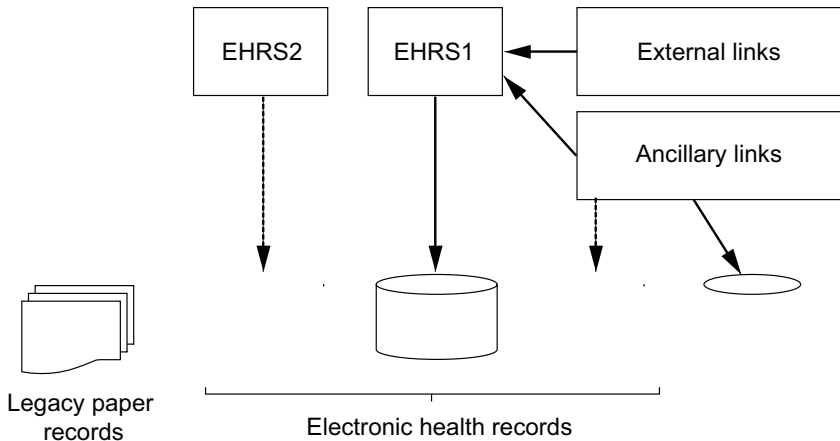 EHRS2
EHRS1
External links
Ancillary links
Legacy paper
records
Electronic health records